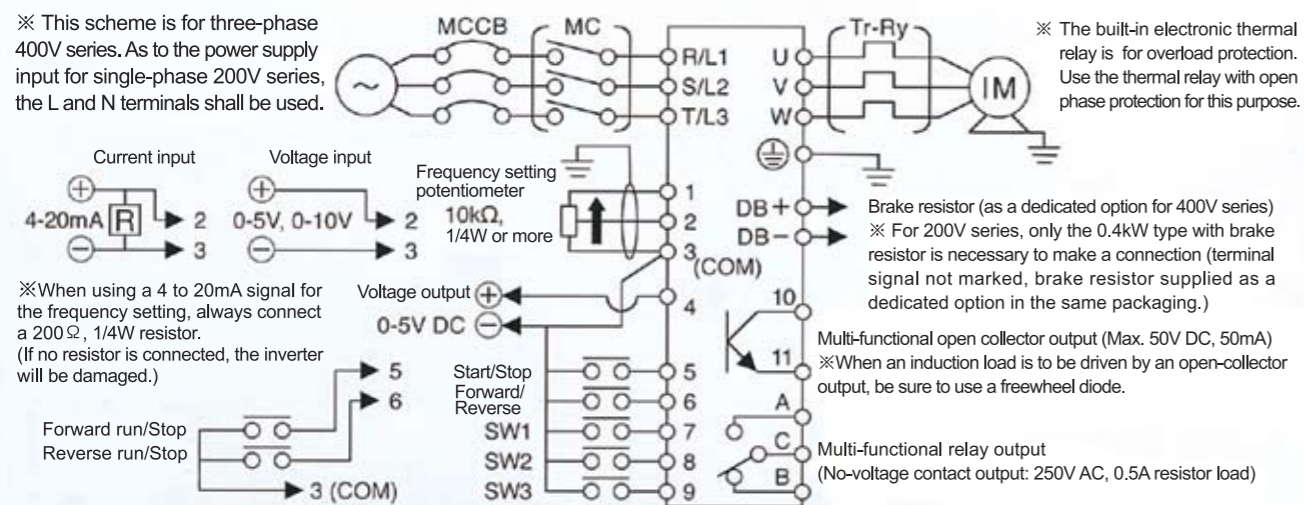 ※ This scheme is for three-phase
400V series. As to the power supply
input for single-phase 200V series,
the L and N terminals shall be used.
MCCB
MC
R/L1
S/L2
T/L3
U
V
W
Tr-Ry
IM
※ The built-in electronic thermal
relay is for overload protection.
Use the thermal relay with open
phase protection for this purpose.
Current input
4-20mA
R
2
3
Voltage input
0-5V, 0-10V
2
3
Frequency setting
potentiometer
10kΩ,
1/4W or more
1
2
3
(COM)
DB+
DB−
Brake resistor (as a dedicated option for 400V series)
※ For 200V series, only the 0.4kW type with brake
resistor is necessary to make a connection (terminal
signal not marked, brake resistor supplied as a
dedicated option in the same packaging.)
※When using a 4 to 20mA signal for
the frequency setting, always connect
a 200Ω, 1/4W resistor.
(If no resistor is connected, the inverter
will be damaged.)
Voltage output
0-5V DC
4
10
11
Multi-functional open collector output (Max. 50V DC, 50mA)
※When an induction load is to be driven by an open-collector
output, be sure to use a freewheel diode.
5
6
Forward run/Stop
Reverse run/Stop
3 (COM)
Start/Stop
5
Forward/
Reverse
6
SW1
7
SW2
8
SW3
9
A
C
B
Multi-functional relay output
(No-voltage contact output: 250V AC, 0.5A resistor load)